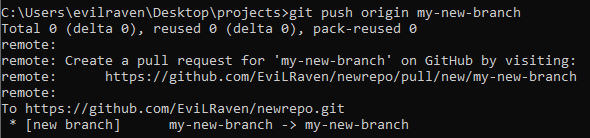 C:\Users\evilraven\Desktop\projects>git push origin my-new-branch
Total 0 (delta 0), reused 0 (delta 0), pack-reused 0
remote:
remote: Create a pull request for 'my-new-branch' on GitHub by visiting:
remote:      https://github.com/EviLRaven/newrepo/pull/new/my-new-branch
remote:
To https://github.com/EviLRaven/newrepo.git
 * [new branch]      my-new-branch -> my-new-branch